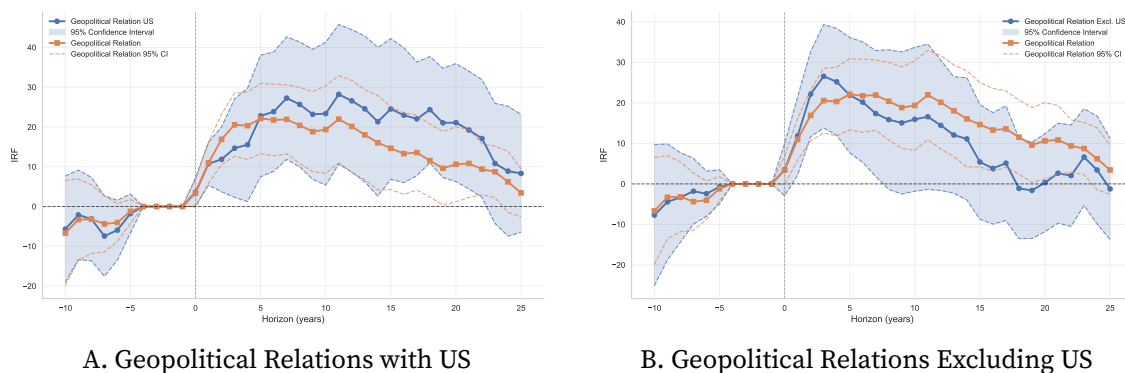 Geopolitical Relation US
95% Confidence Interval
Geopolitical Relation
Geopolitical Relation 95% CI
40
30
20
10
0
−10
−20
IRF
−10
−5
0
5
10
15
20
25
Horizon (years)
A. Geopolitical Relations with US
Geopolitical Relation Excl. US
95% Confidence Interval
Geopolitical Relation
Geopolitical Relation 95% CI
40
30
20
10
0
−10
−20
IRF
−10
−5
0
5
10
15
20
25
Horizon (years)
B. Geopolitical Relations Excluding US